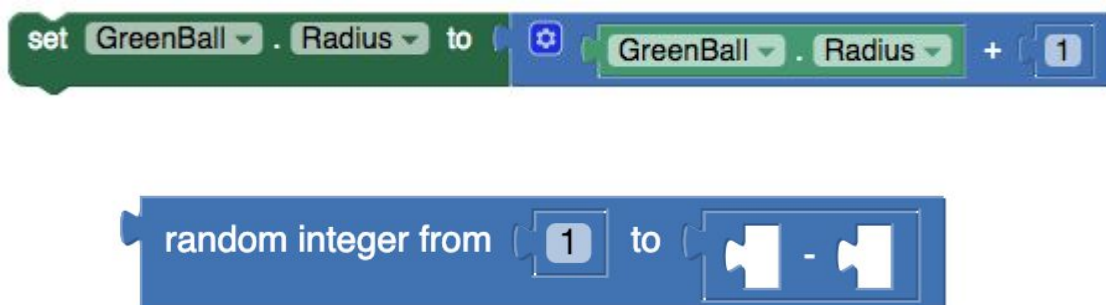 set GreenBall . Radius to GreenBall . Radius + 1
random integer from 1 to -